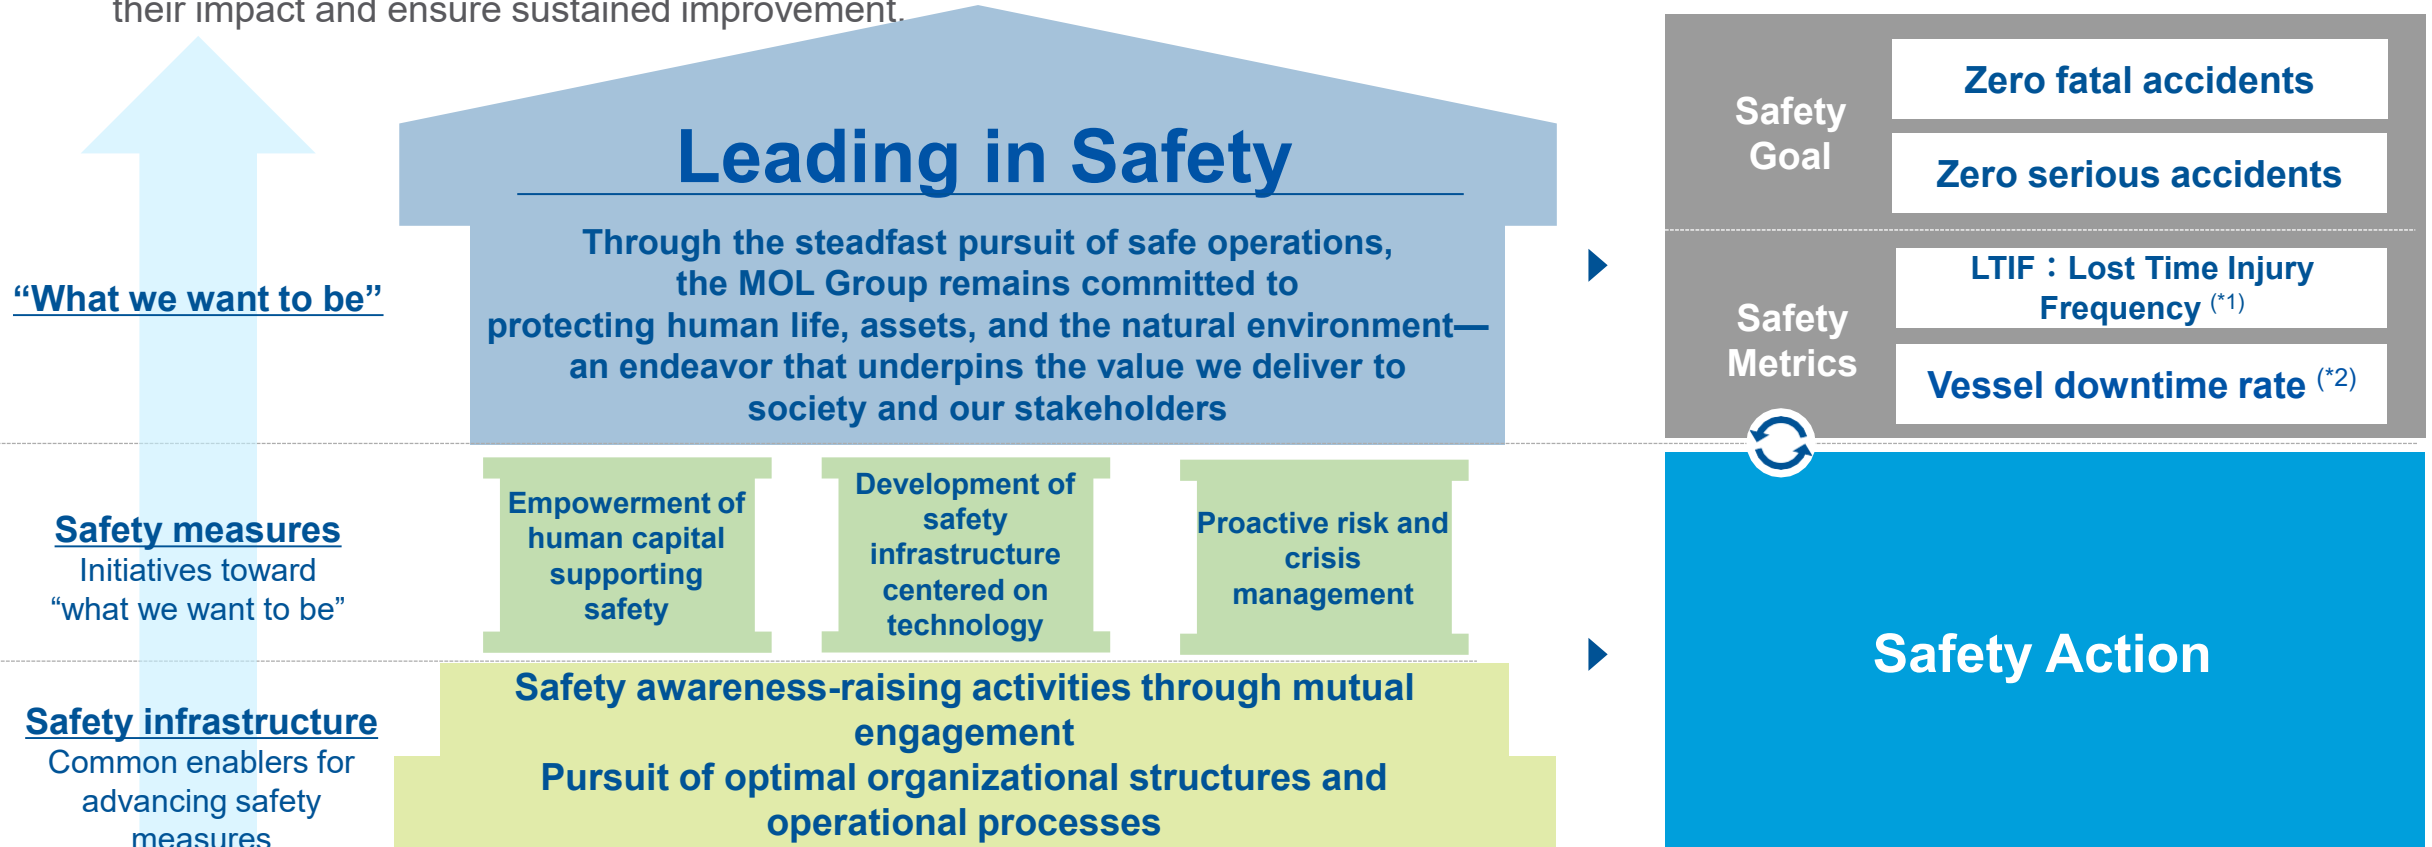 their impact and ensure sustained improvement.
Leading in Safety
Through the steadfast pursuit of safe operations,
the MOL Group remains committed to
protecting human life, assets, and the natural environment—
an endeavor that underpins the value we deliver to
society and our stakeholders
“What we want to be”
Safety
Goal
Zero fatal accidents
Zero serious accidents
Safety
Metrics
LTIF：Lost Time Injury
Frequency (*1)
Vessel downtime rate (*2)
Safety measures
Initiatives toward
“what we want to be”
Empowerment of
human capital
supporting
safety
Development of
safety
infrastructure
centered on
technology
Proactive risk and
crisis
management
Safety Action
Safety infrastructure
Common enablers for
advancing safety
measures
Safety awareness-raising activities through mutual
engagement
Pursuit of optimal organizational structures and
operational processes